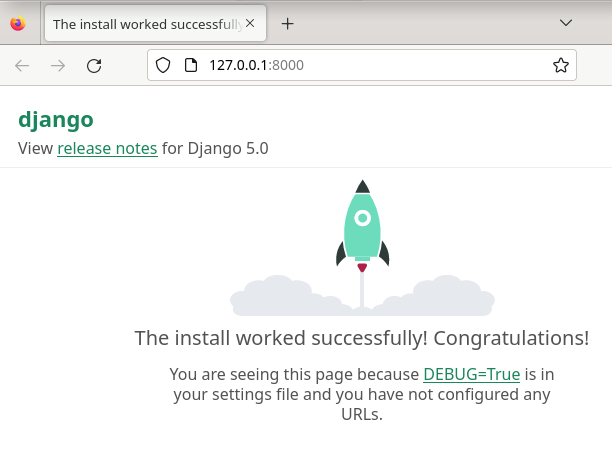 The install worked successfully
127.0.0.1:8000
django
View release notes for Django 5.0
The install worked successfully! Congratulations!
You are seeing this page because DEBUG=True is in
your settings file and you have not configured any
URLs.